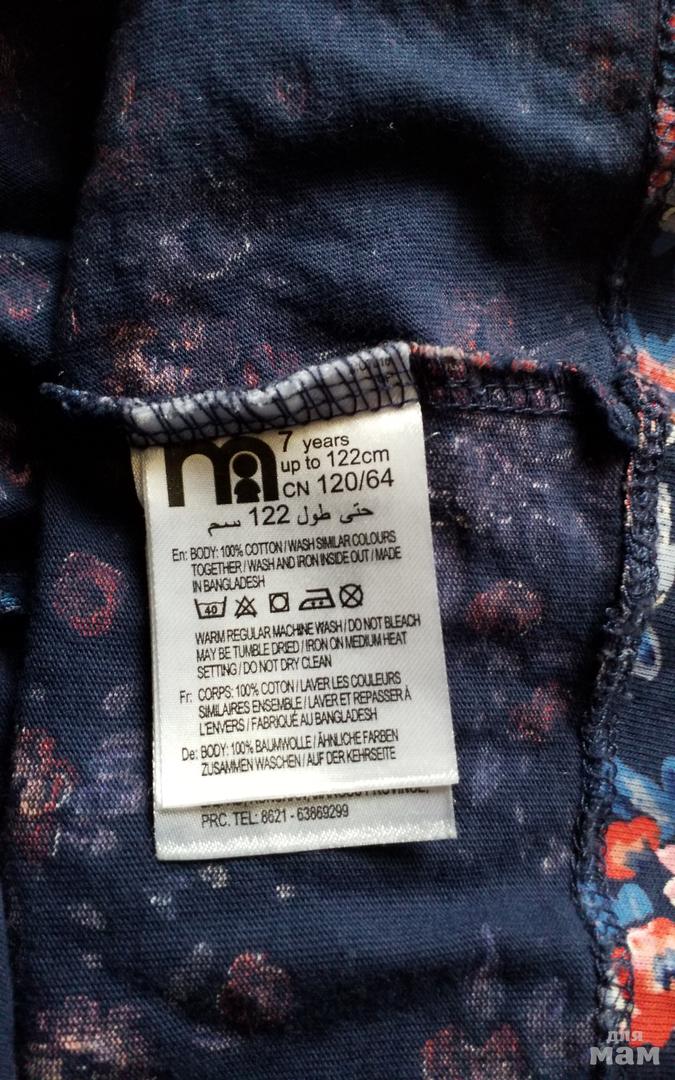 m
7 years
up to 122cm
CN 120/64
حتى طول 122 سم
En: BODY: 100% COTTON / WASH SIMILAR COLOURS
TOGETHER / WASH AND IRON INSIDE OUT / MADE
IN BANGLADESH
40
WARM REGULAR MACHINE WASH / DO NOT BLEACH
MAY BE TUMBLE DRIED / IRON ON MEDIUM HEAT
SETTING / DO NOT DRY CLEAN
Fr: CORPS: 100% COTON / LAVER LES COULEURS
SIMILAIRES ENSEMBLE / LAVER ET REPASSER À
L'ENVERS / FABRIQUÉ AU BANGLADESH
De: BODY: 100% BAUMWOLLE / ÄHNLICHE FARBEN
ZUSAMMEN WASCHEN / AUF DER KEHRSEITE
PROVINCE,
PRC. TEL: 8621 - 63869299
для
мам